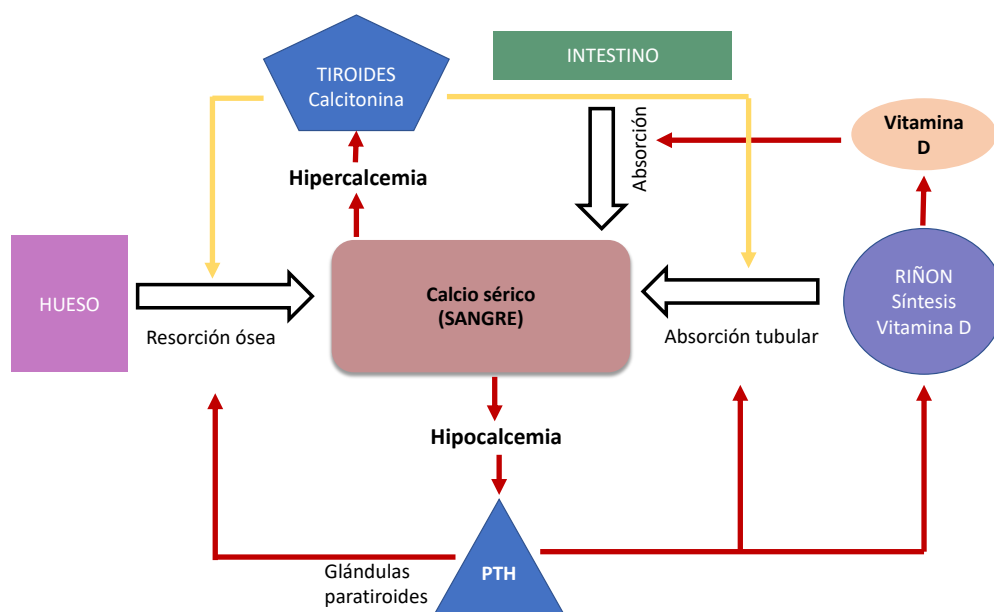 TIROIDES
Calcitonina
INTESTINO
Absorción
Vitamina
D
Hipercalcemia
HUESO
Resorción ósea
Calcio sérico
(SANGRE)
Absorción tubular
RIÑON
Síntesis
Vitamina D
Hipocalcemia
Glándulas
paratiroides
PTH